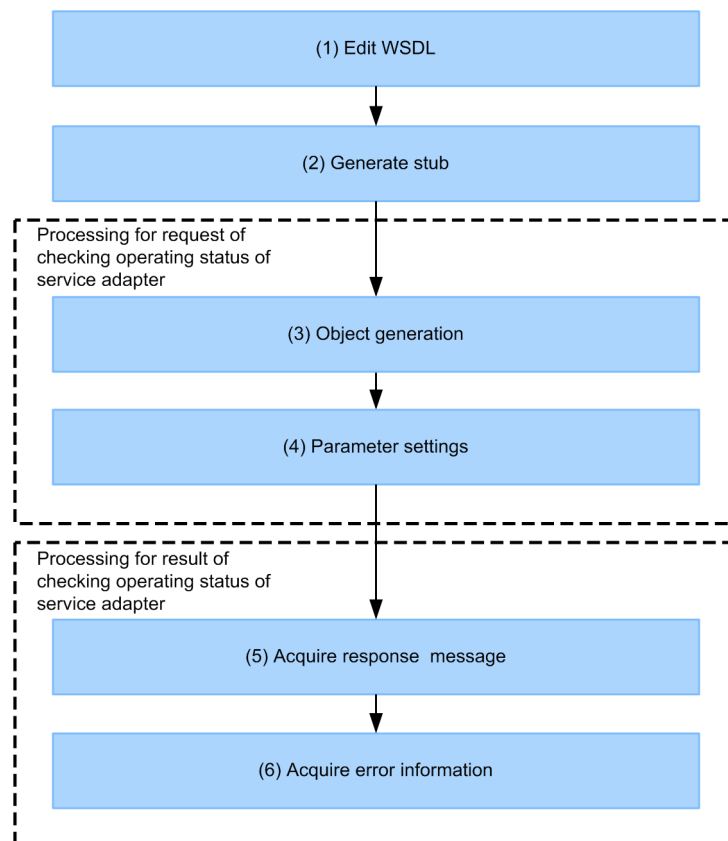 (1) Edit WSDL
(2) Generate stub
Processing for request of
checking operating status of
service adapter
(3) Object generation
(4) Parameter settings
Processing for result of
checking operating status of
service adapter
(5) Acquire response  message
(6) Acquire error information